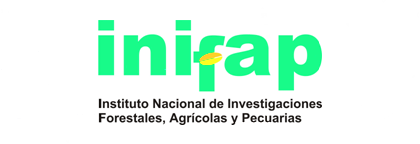 inifap
Instituto Nacional de Investigaciones
Forestales, Agrícolas y Pecuarias